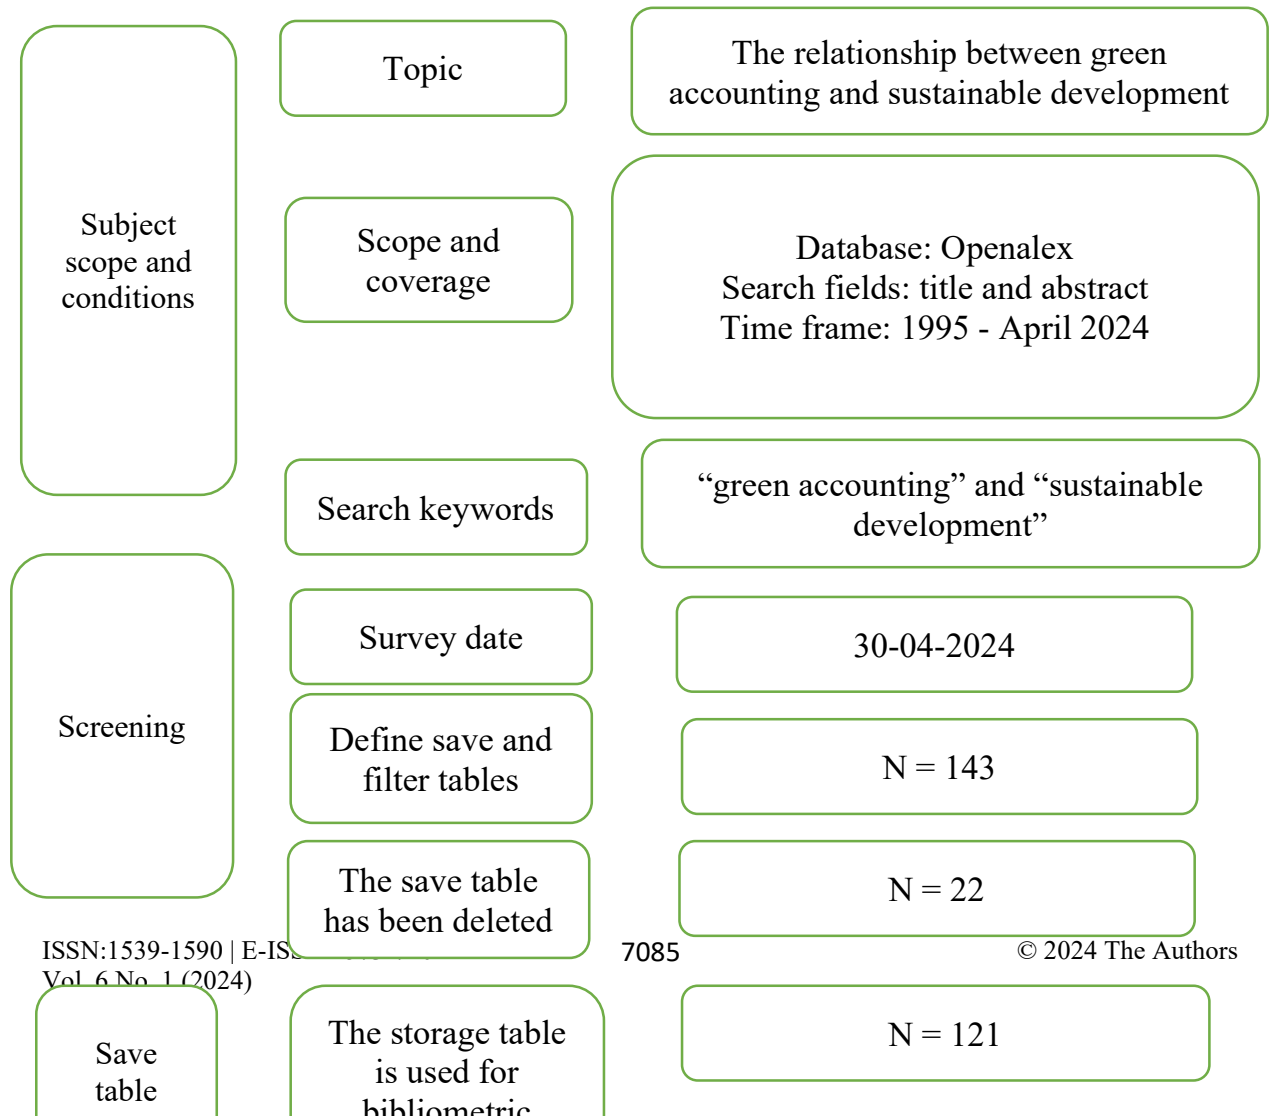 Subject
scope and
conditions
Topic
The relationship between green
accounting and sustainable development
Scope and
coverage
Database: Openalex
Search fields: title and abstract
Time frame: 1995 - April 2024
Search keywords
“green accounting” and “sustainable
development”
Screening
Survey date
30-04-2024
Define save and
filter tables
N = 143
The save table
has been deleted
N = 22
ISSN:1539-1590 | 7085 © 2024 The Authors
Vol. 6 No. 1 (2024)
Save
table
The storage table
is used for
bibliometric
N = 121